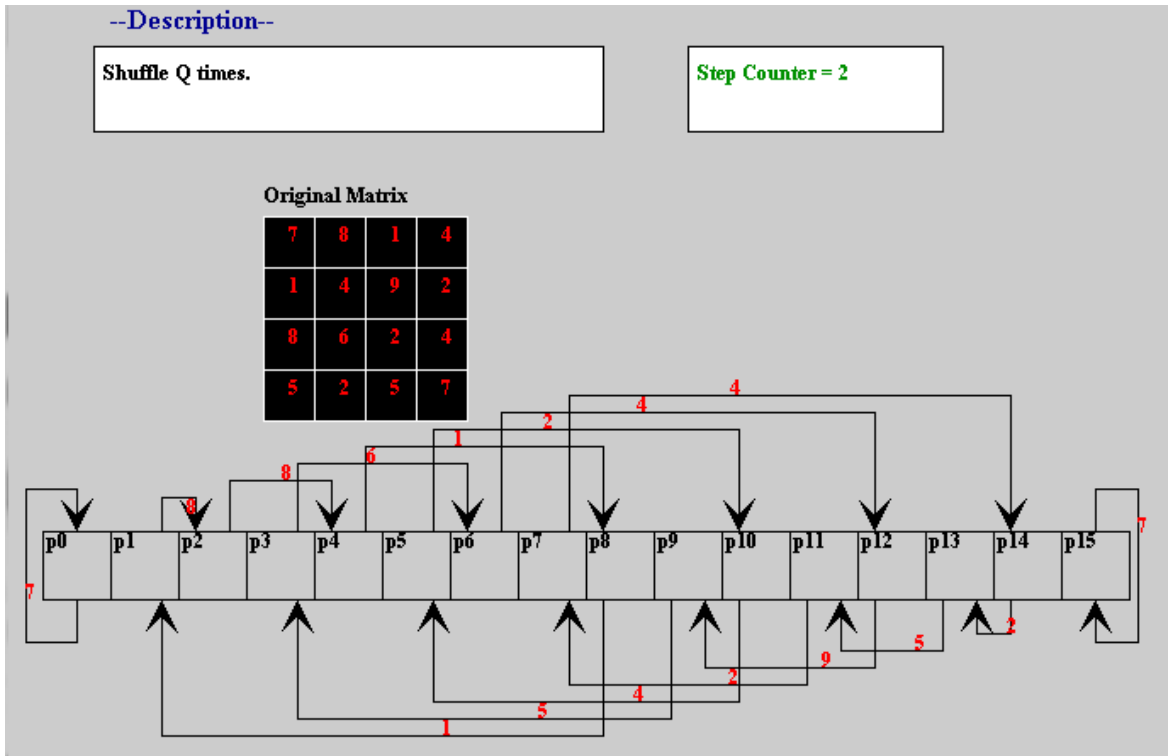 --Description--
Shuffle Q times.
Step Counter = 2
Original Matrix
7 8 1 4
1 4 9 2
8 6 2 4
5 2 5 7
4
4
2
1
6
8
8
7
p0 p1 p2 p3 p4 p5 p6 p7 p8 p9 p10 p11 p12 p13 p14 p15
7
2
5
9
2
4
5
1